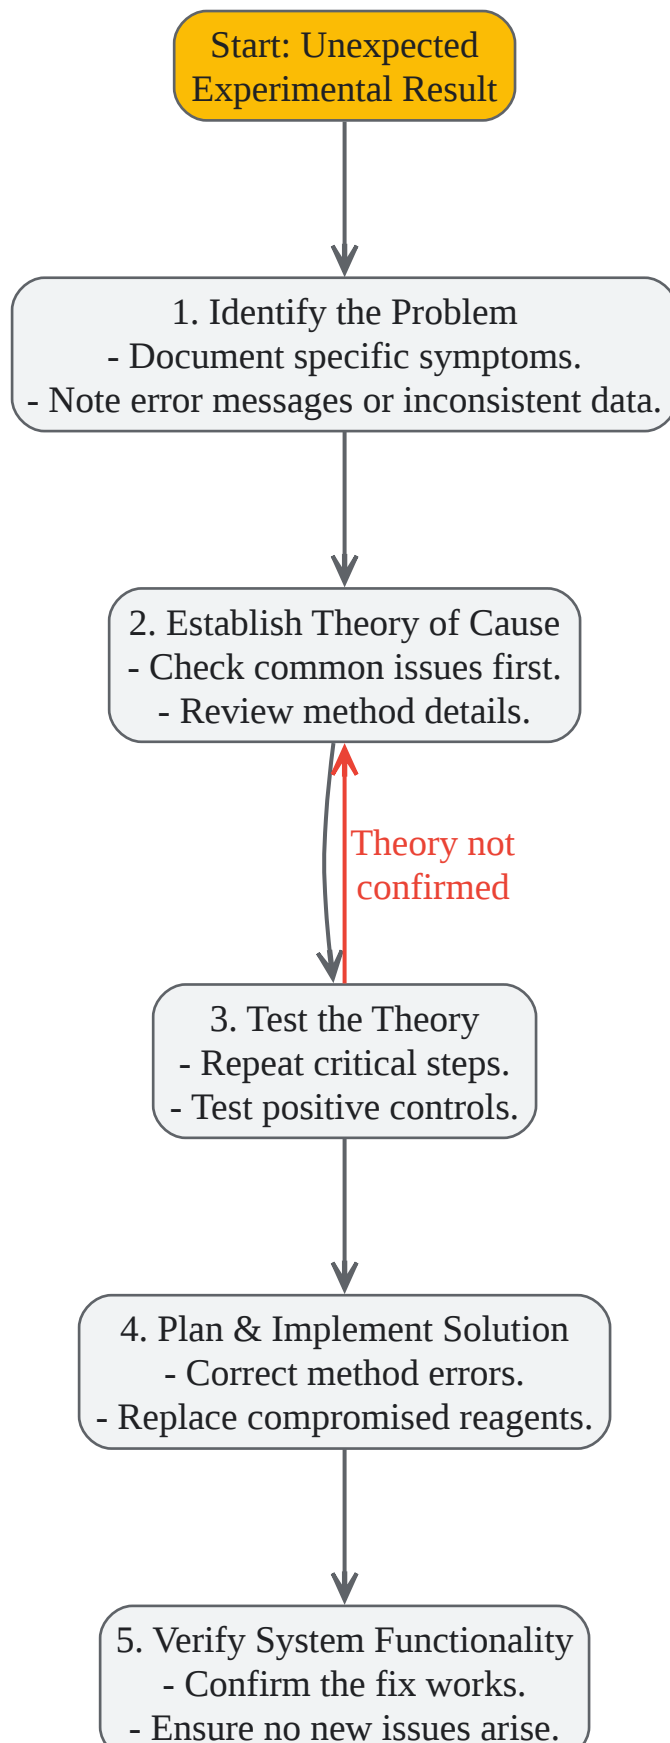 Start: Unexpected
Experimental Result
1. Identify the Problem
- Document specific symptoms.
- Note error messages or inconsistent data.
2. Establish Theory of Cause
- Check common issues first.
- Review method details.
Theory not
confirmed
3. Test the Theory
- Repeat critical steps.
- Test positive controls.
4. Plan & Implement Solution
- Correct method errors.
- Replace compromised reagents.
5. Verify System Functionality
- Confirm the fix works.
- Ensure no new issues arise.